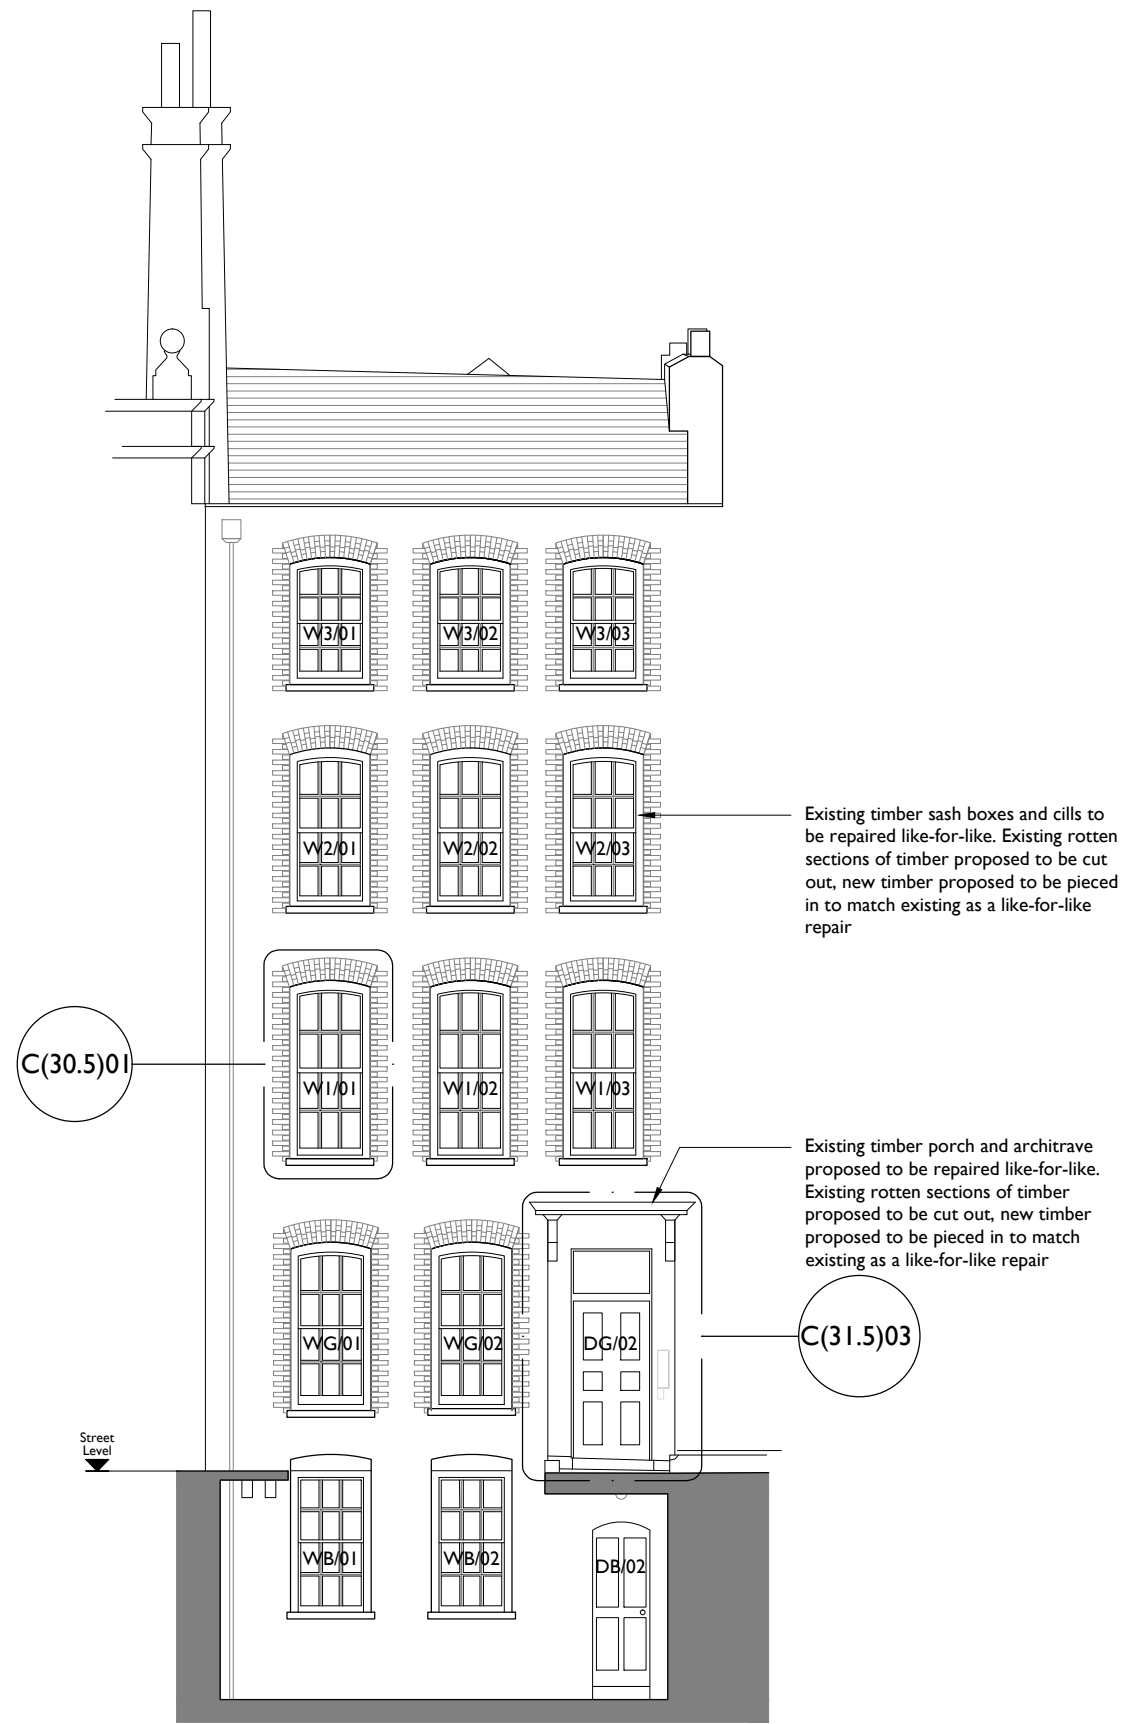 W3/01 W3/02 W3/03
W2/01 W2/02 W2/03
Existing timber sash boxes and cills to
be repaired like-for-like. Existing rotten
sections of timber proposed to be cut
out, new timber proposed to be pieced
in to match existing as a like-for-like
repair
C(30.5)01
W1/01 W1/02 W1/03
Existing timber porch and architrave
proposed to be repaired like-for-like.
Existing rotten sections of timber
proposed to be cut out, new timber
proposed to be pieced in to match
existing as a like-for-like repair
WG/01 WG/02 DG/02
C(31.5)03
Street
Level
WB/01 WB/02 DB/02